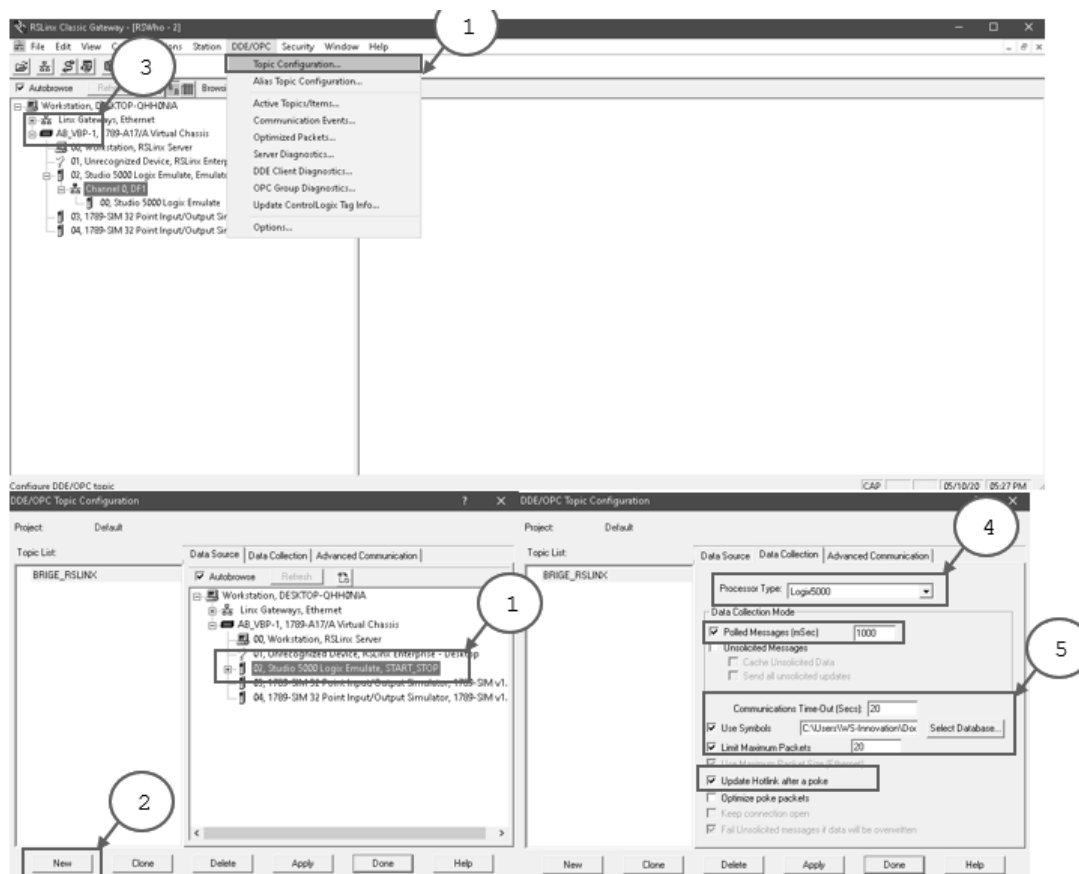 RSLinx Classic Gateway - [RSWho - 2]
1
File Edit View Station DDE/OPC Security Window Help
3
Topic Configuration...
Alias Topic Configuration...
Active Topics/Items...
Communication Events...
Optimized Packets...
Server Diagnostics...
DDE Client Diagnostics...
OPC Group Diagnostics...
Update ControlLogix Tag Info...
Options...
Autobrowse
Workstation, DESKTOP-QHH0NIA
Linx Gateways, Ethernet
AB_VBP-1, 1789-A17/A Virtual Chassis
00, Workstation, RSLinx Server
01, Unrecognized Device, RSLinx Enterp
02, Studio 5000 Logix Emulate, Emulate
Channel 0, DF1
00, Studio 5000 Logix Emulate
03, 1789-SIM 32 Point Input/Output Sir
04, 1789-SIM 32 Point Input/Output Sir
Configure DDE/OPC topic
CAP 05/10/20 05:27 PM
DDE/OPC Topic Configuration ? X
Project: Default
Topic List:
BRIGE_RSLINX
Data Source Data Collection Advanced Communication
Autobrowse Refresh
1
Workstation, DESKTOP-QHH0NIA
Linx Gateways, Ethernet
AB_VBP-1, 1789-A17/A Virtual Chassis
00, Workstation, RSLinx Server
01, Unrecognized Device, RSLinx Enterprise - Desktop
02, Studio 5000 Logix Emulate, START_STOP
03, 1789-SIM 32 Point Input/Output Simulator, 1789-SIM v1.
04, 1789-SIM 32 Point Input/Output Simulator, 1789-SIM v1.
2
New Clone Delete Apply Done Help
DDE/OPC Topic Configuration X
Project: Default
4
Topic List:
BRIGE_RSLINX
Data Source Data Collection Advanced Communication
Processor Type: Logix5000
Data Collection Mode
Polled Messages (mSec) 1000
5
Unsolicited Messages
Cache Unsolicited Data
Send all unsolicited updates
Communications Time-Out (Secs): 20
Use Symbols C:\Users\WS-Innovation\Doc Select Database...
Limit Maximum Packets 20
Use Maximum Packet Size (Ethernet)
Update Hotlink after a poke
Optimize poke packets
Keep connection open
Fail Unsolicited messages if data will be overwritten
New Clone Delete Apply Done Help